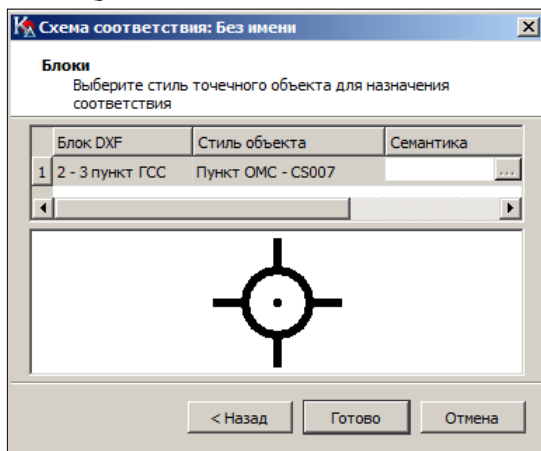 Схема соответствия: Без имени
Блоки
Выберите стиль точечного объекта для назначения
соответствия
Блок DXF Стиль объекта Семантика
1 2 - 3 пункт ГСС Пункт ОМС - CS007 ...
< Назад Готово Отмена